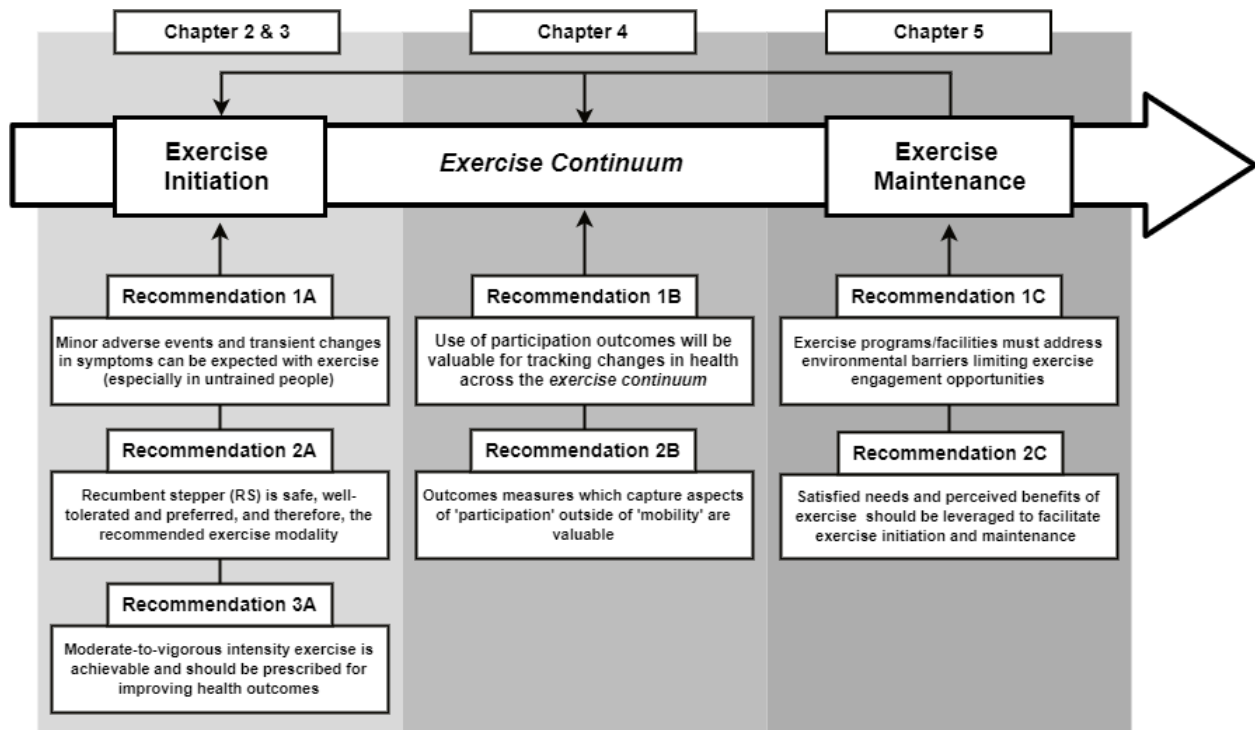 Chapter 2 & 3
Chapter 4
Chapter 5
Exercise
Initiation
Exercise Continuum
Exercise
Maintenance
Recommendation 1A
Minor adverse events and transient changes
in symptoms can be expected with exercise
(especially in untrained people)
Recommendation 2A
Recumbent stepper (RS) is safe, well-
tolerated and preferred, and therefore, the
recommended exercise modality
Recommendation 3A
Moderate-to-vigorous intensity exercise is
achievable and should be prescribed for
improving health outcomes
Recommendation 1B
Use of participation outcomes will be
valuable for tracking changes in health
across the exercise continuum
Recommendation 2B
Outcomes measures which capture aspects
of 'participation' outside of 'mobility' are
valuable
Recommendation 1C
Exercise programs/facilities must address
environmental barriers limiting exercise
engagement opportunities
Recommendation 2C
Satisfied needs and perceived benefits of
exercise should be leveraged to facilitate
exercise initiation and maintenance